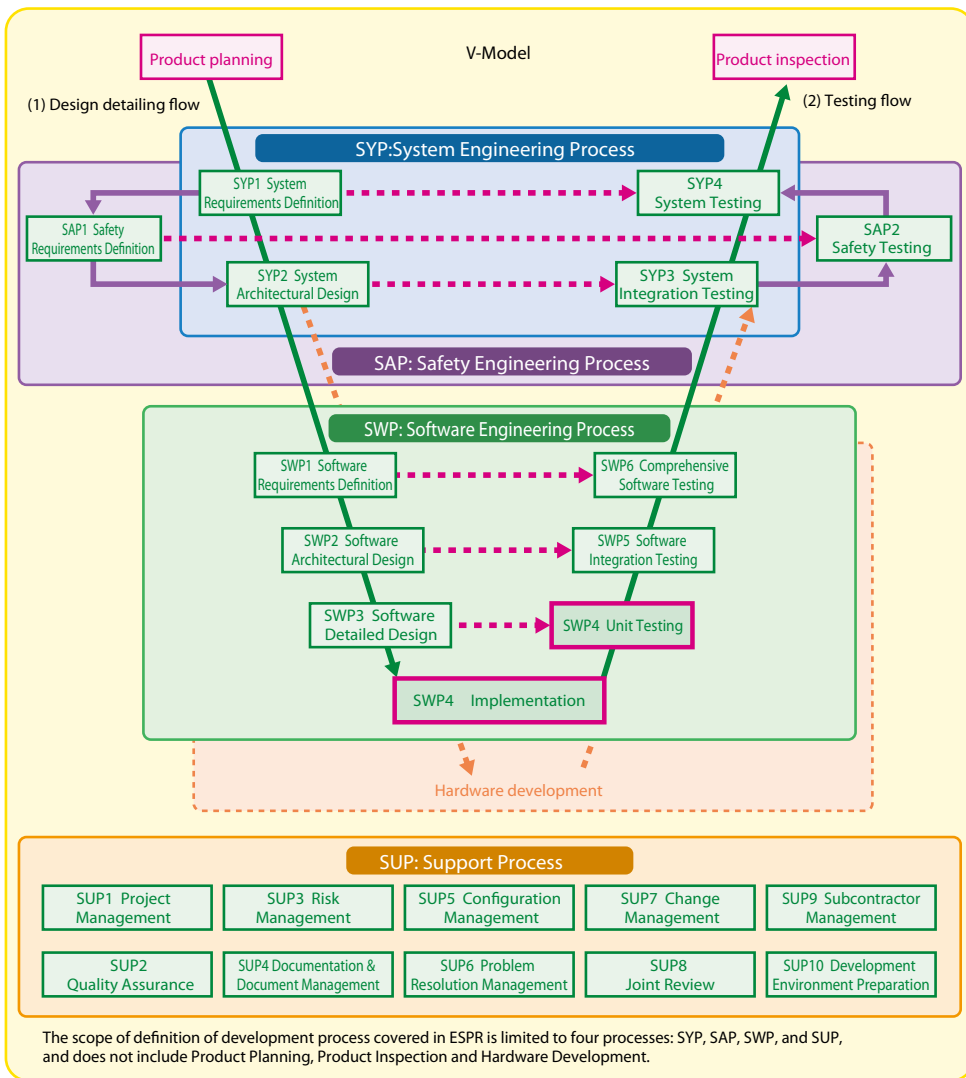 V-Model
Product planning
Product inspection
(1) Design detailing flow
(2) Testing flow
SYP:System Engineering Process
SYP1 System
Requirements Definition
SYP4
System Testing
SAP1 Safety
Requirements Definition
SAP2
Safety Testing
SYP2 System
Architectural Design
SYP3 System
Integration Testing
SAP: Safety Engineering Process
SWP: Software Engineering Process
SWP1 Software
Requirements Definition
SWP6 Comprehensive
Software Testing
SWP2 Software
Architectural Design
SWP5 Software
Integration Testing
SWP3 Software
Detailed Design
SWP4 Unit Testing
SWP4 Implementation
Hardware development
SUP: Support Process
SUP1 Project
Management
SUP3 Risk
Management
SUP5 Configuration
Management
SUP7 Change
Management
SUP9 Subcontractor
Management
SUP2
Quality Assurance
SUP4 Documentation &
Document Management
SUP6 Problem
Resolution Management
SUP8
Joint Review
SUP10 Development
Environment Preparation
The scope of definition of development process covered in ESPR is limited to four processes: SYP, SAP, SWP, and SUP,
and does not include Product Planning, Product Inspection and Hardware Development.